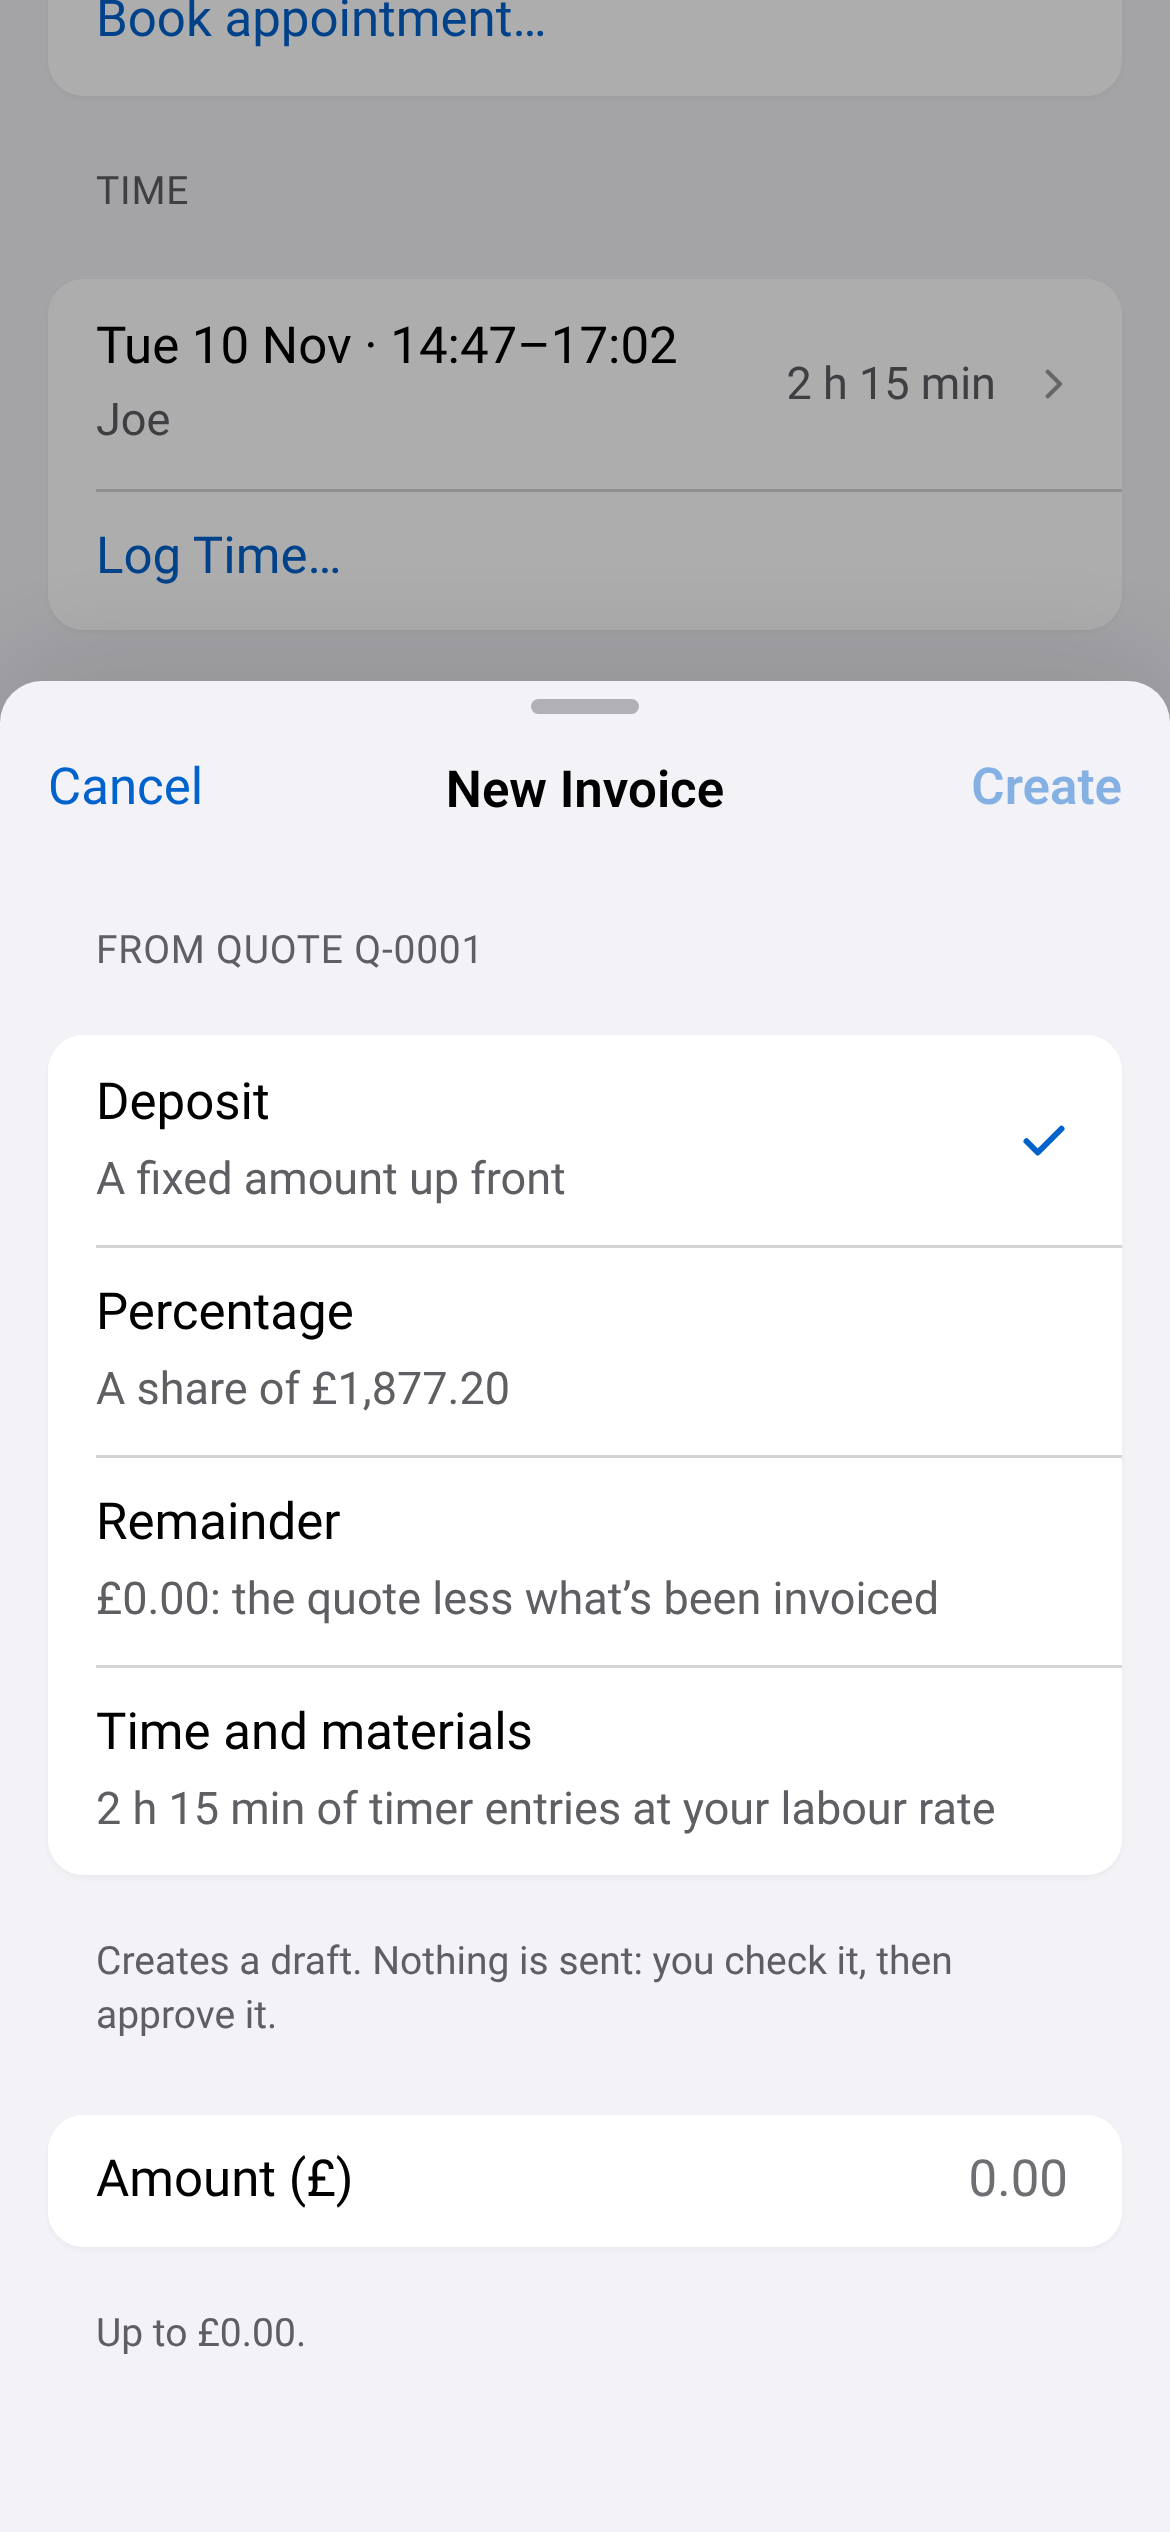 Book appointment…
TIME
Tue 10 Nov · 14:47–17:02
Joe
2 h 15 min
Log Time…
Cancel
New Invoice
Create
FROM QUOTE Q-0001
Deposit
A fixed amount up front
Percentage
A share of £1,877.20
Remainder
£0.00: the quote less what’s been invoiced
Time and materials
2 h 15 min of timer entries at your labour rate
Creates a draft. Nothing is sent: you check it, then
approve it.
Amount (£)
0.00
Up to £0.00.